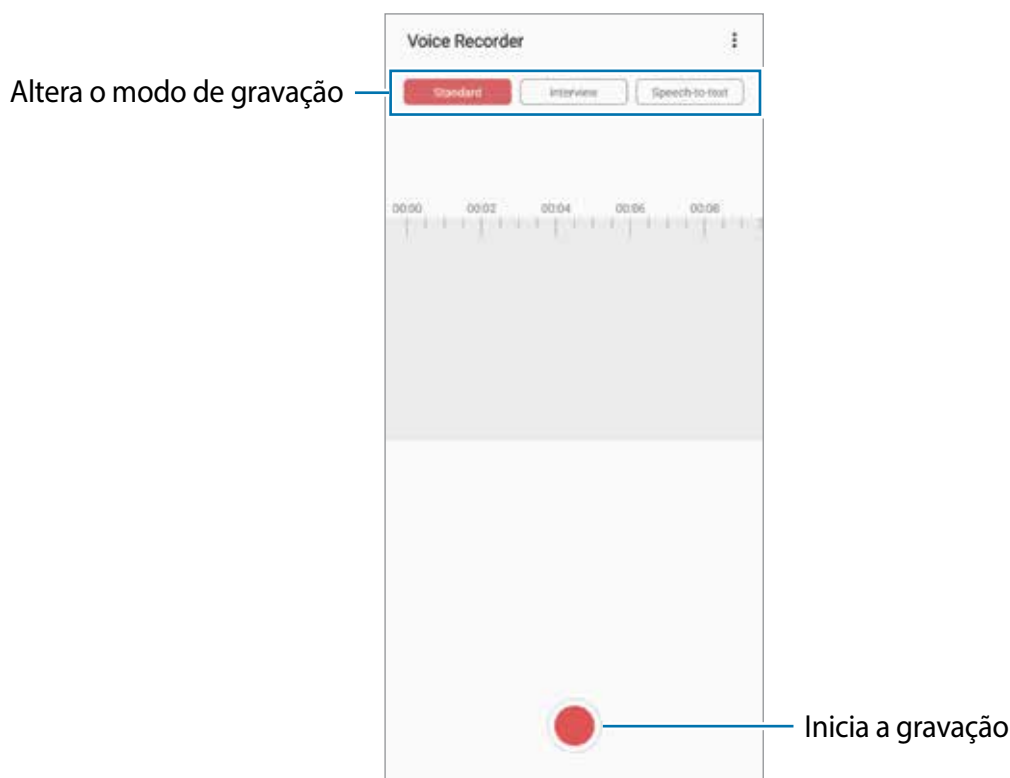 Voice Recorder
Altera o modo de gravação
Standard Interview Speech-to-text
00:00 00:02 00:04 00:06 00:08
Inicia a gravação